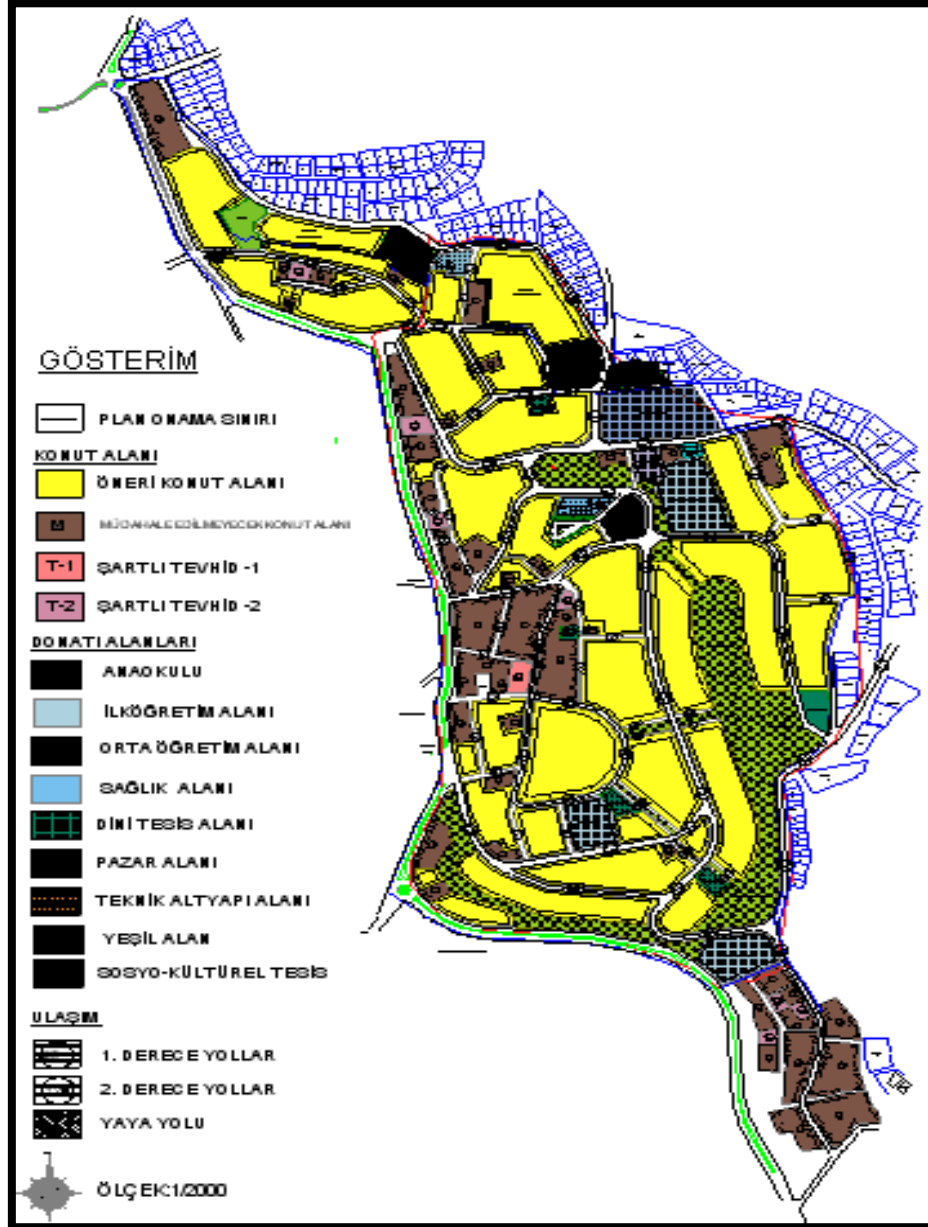 GÖSTERİM
PLAN ONAMA SINIRI
KONUT ALANI
ÖNERİ KONUT ALANI
MÜDAHALE EDİLMEYECEK KONUT ALANI
T-1 ŞARTLI TEVHİD -1
T-2 ŞARTLI TEVHİD -2
DONATI ALANLARI
ANAOKULU
İLKÖĞRETİM ALANI
ORTA ÖĞRETİM ALANI
SAĞLIK ALANI
DİNİ TESİS ALANI
PAZAR ALANI
TEKNİK ALTYAPI ALANI
YEŞİL ALAN
SOSYO-KÜLTÜREL TESİS
ULAŞIM
1. DERECE YOLLAR
2. DERECE YOLLAR
YAYA YOLU
ÖLÇEK:1/2000